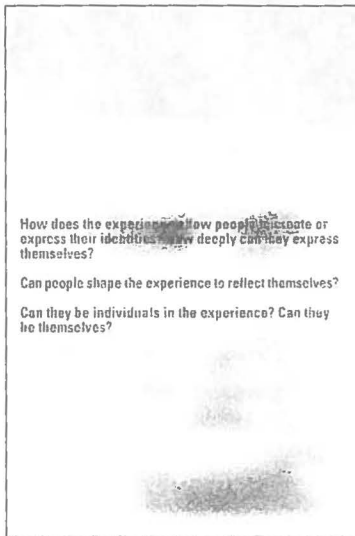 How does the experience allow people to create or
express their identities? How deeply can they express
themselves?
Can people shape the experience to reflect themselves?
Can they be individuals in the experience? Can they
be themselves?